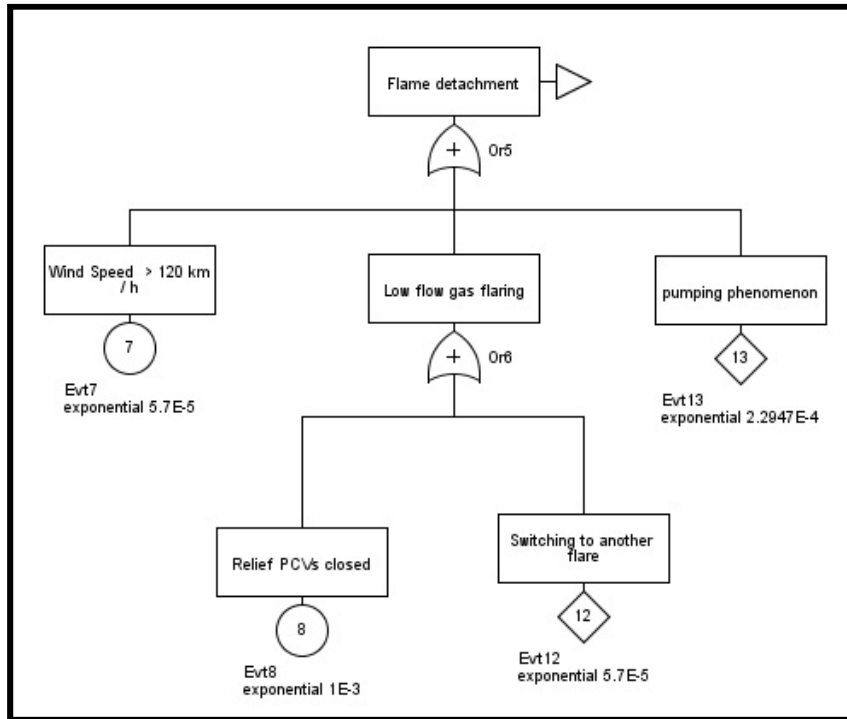 Flame detachment
+
Or5
Wind Speed > 120 km
/ h
7
Evt7
exponential 5.7E-5
Low flow gas flaring
+
Or6
pumping phenomenon
13
Evt13
exponential 2.2947E-4
Relief PCVs closed
8
Evt8
exponential 1E-3
Switching to another
flare
12
Evt12
exponential 5.7E-5